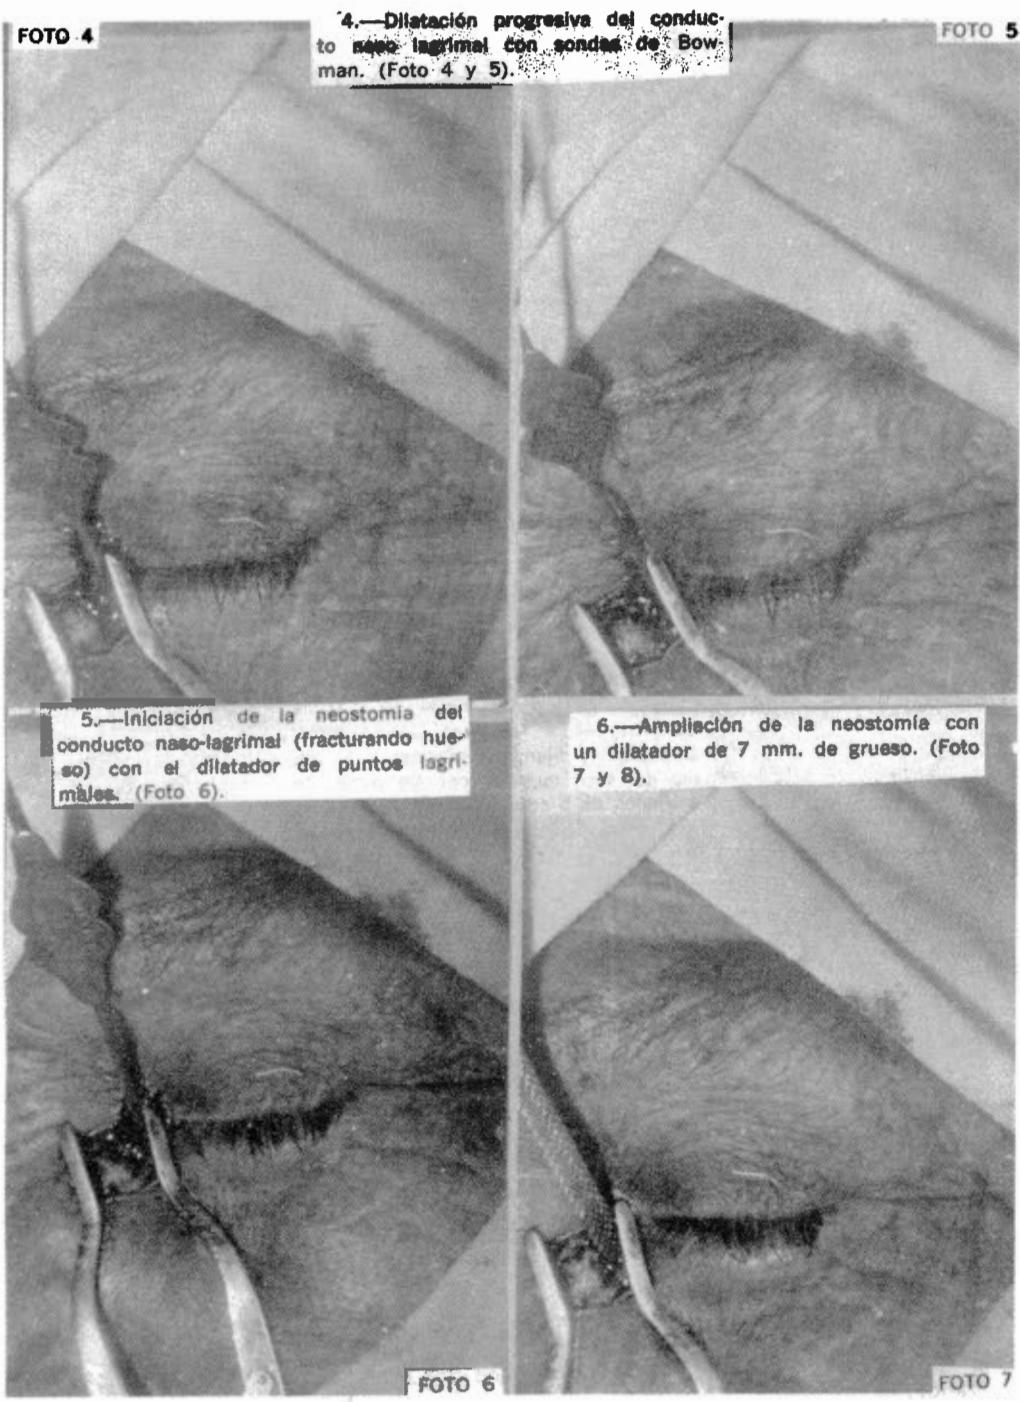 FOTO 4
4.—Dilatación progresiva del conduc-
to naso lagrimal con sondas de Bow-
man. (Foto 4 y 5).
FOTO 5
5.—Iniciación de la neostomia del
conducto naso-lagrimal (fracturando hue-
so) con el dilatador de puntos lagri-
males. (Foto 6).
6.—Ampliación de la neostomía con
un dilatador de 7 mm. de grueso. (Foto
7 y 8).
FOTO 6
FOTO 7